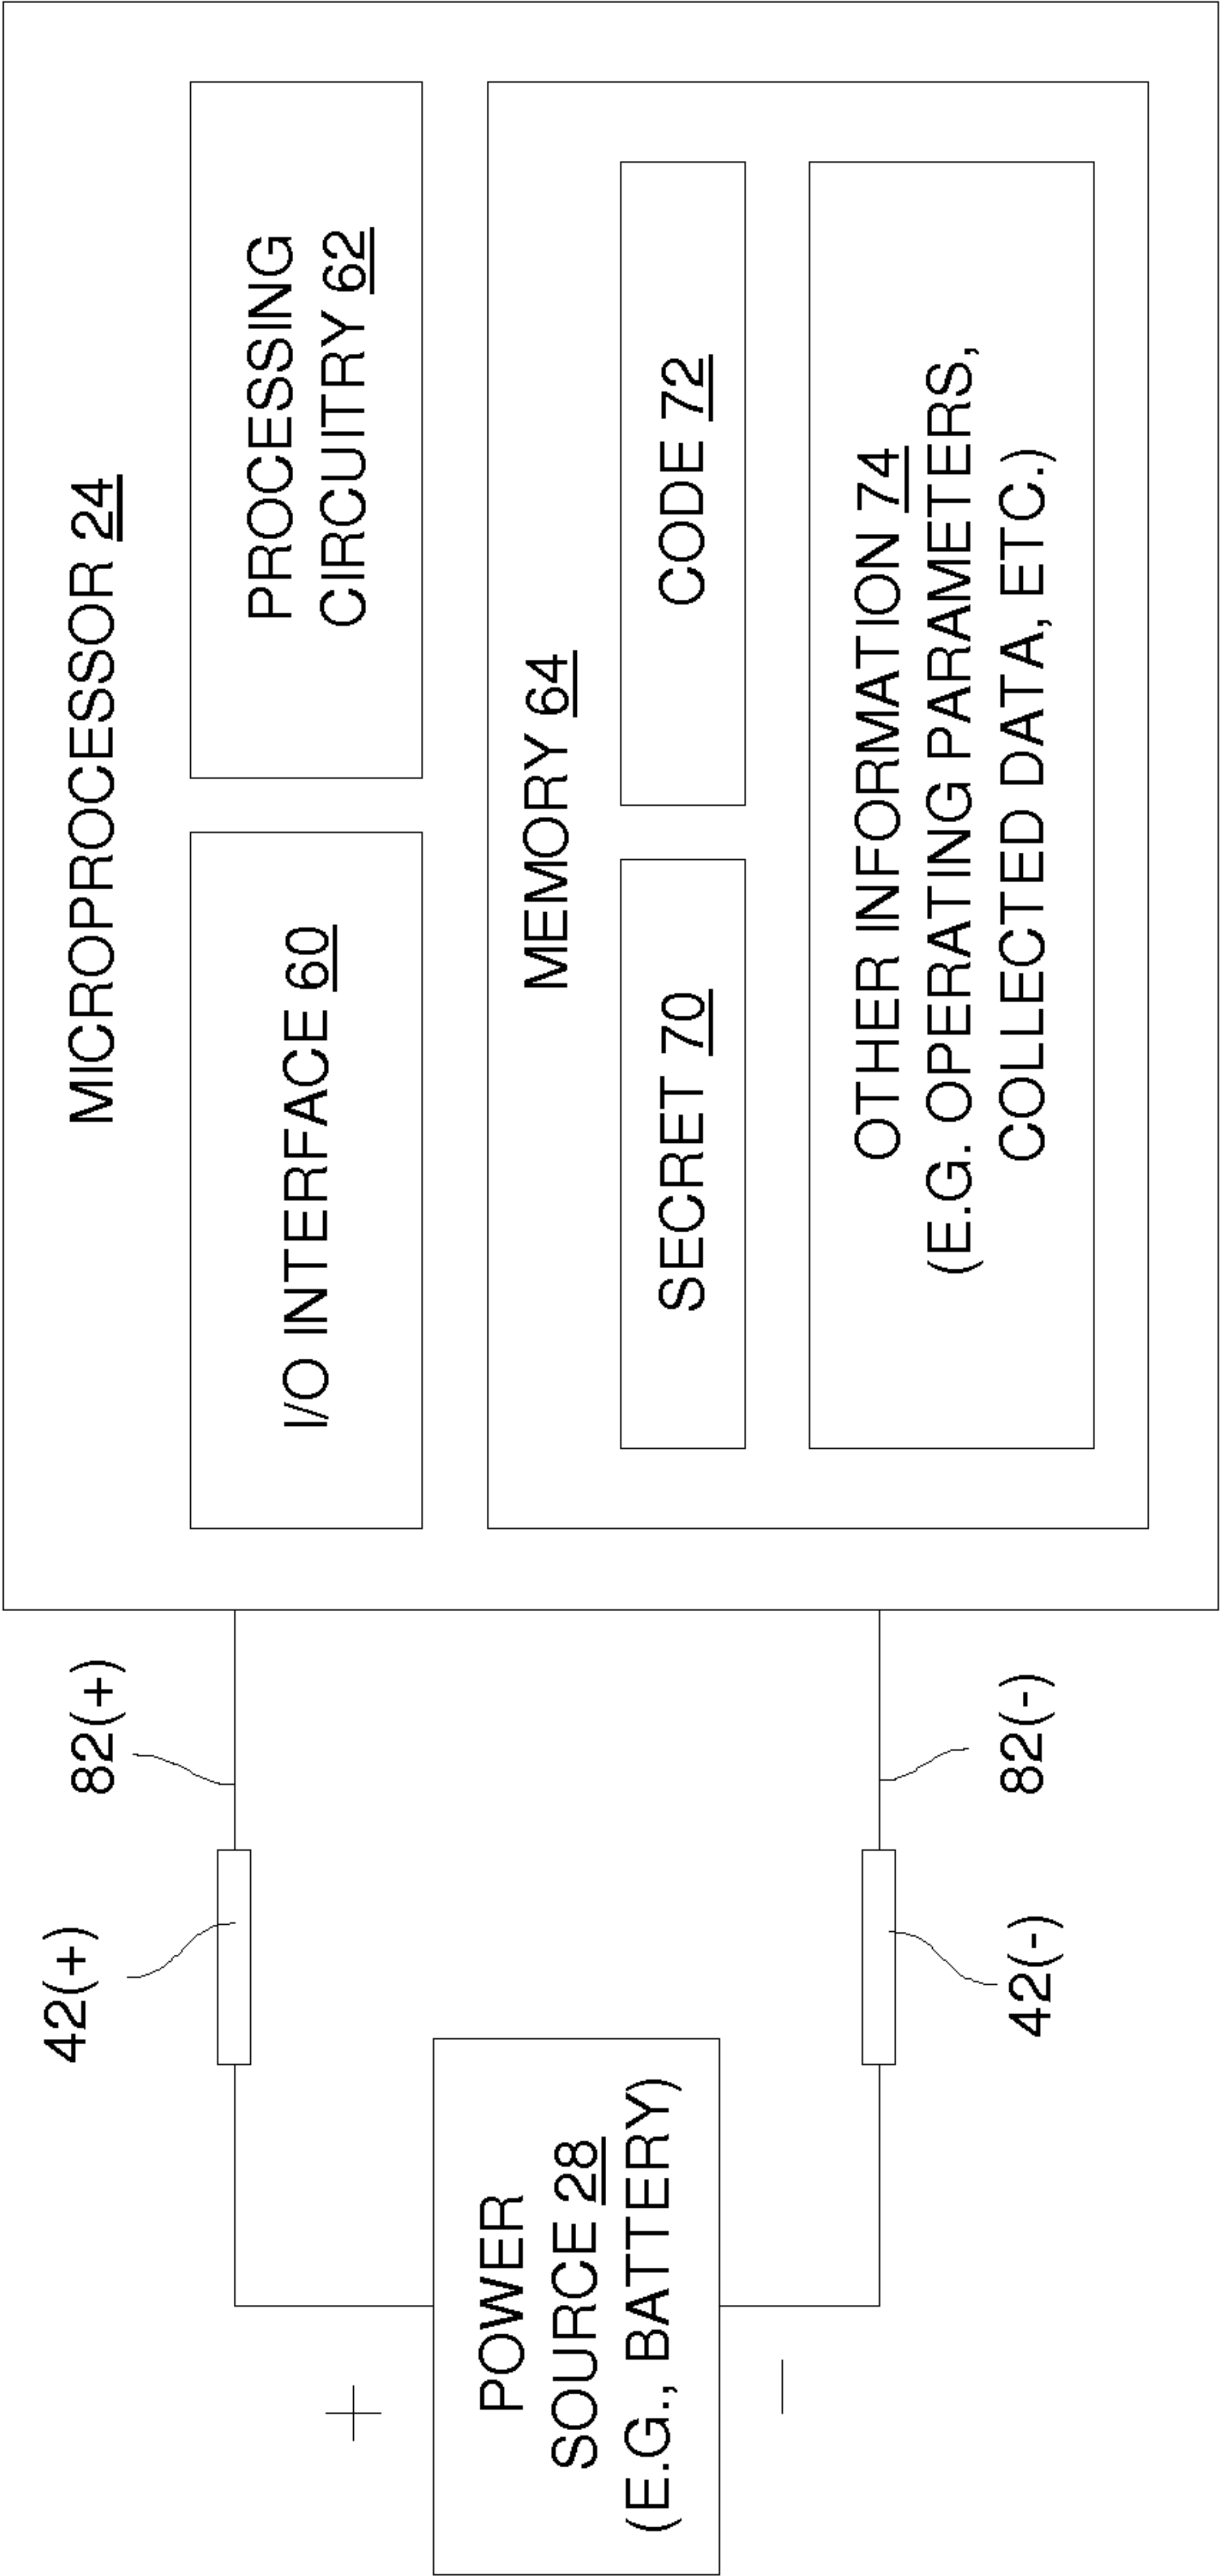 MICROPROCESSOR 24
I/O INTERFACE 60
PROCESSING
CIRCUITRY 62
MEMORY 64
SECRET 70
CODE 72
OTHER INFORMATION 74
(E.G. OPERATING PARAMETERS,
COLLECTED DATA, ETC.)
42(+)
82(+)
+
POWER
SOURCE 28
(E.G., BATTERY)
–
42(-)
82(-)